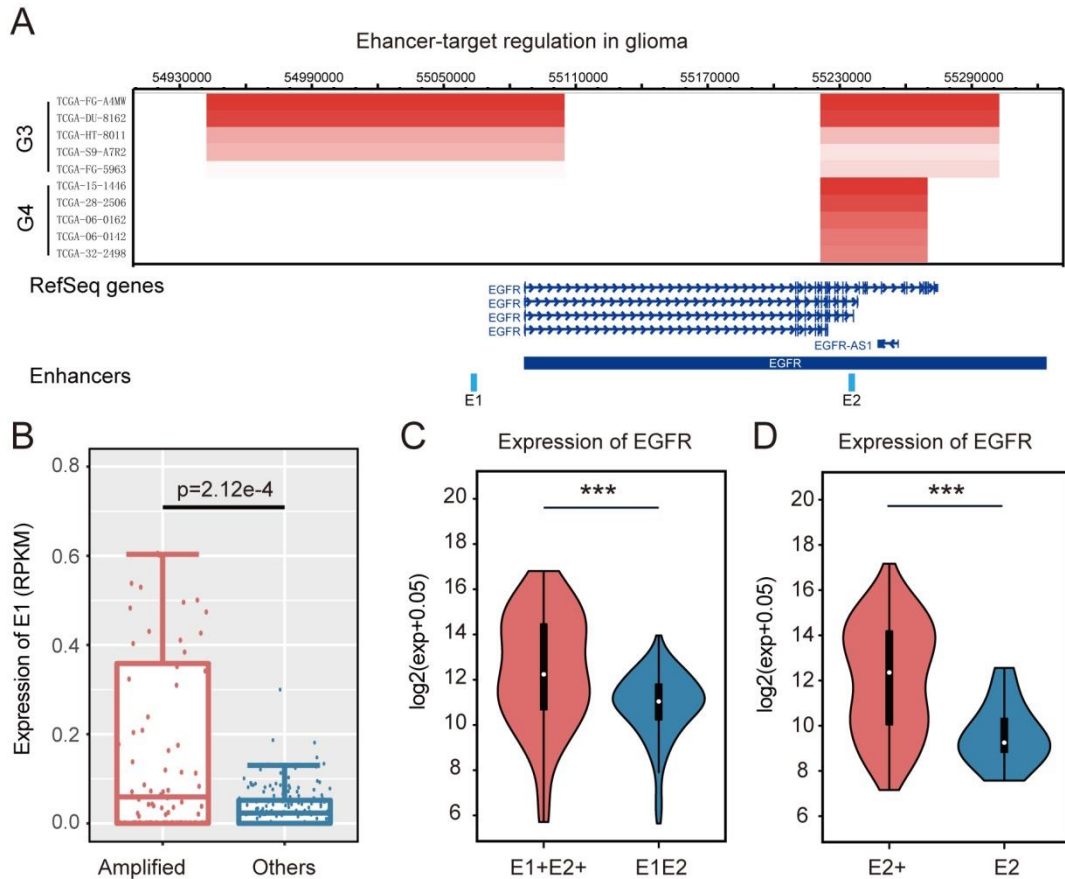 A
Ehancer-target regulation in glioma
54930000 54990000 55050000 55110000 55170000 55230000 55290000
G3
TCGA-FG-A4MW
TCGA-DU-8162
TCGA-HT-8011
TCGA-S9-A7R2
TCGA-FG-5963
G4
TCGA-15-1446
TCGA-28-2506
TCGA-06-0162
TCGA-06-0142
TCGA-32-2498
RefSeq genes
EGFR
EGFR
EGFR
EGFR
EGFR-AS1
EGFR
Enhancers
E1 E2
B
Expression of E1 (RPKM)
0.8
0.6
0.4
0.2
0.0
p=2.12e-4
Amplified Others
C
Expression of EGFR
log2(exp+0.05)
20
18
16
14
12
10
8
6
***
E1+E2+ E1E2
D
Expression of EGFR
log2(exp+0.05)
20
18
16
14
12
10
8
6
***
E2+ E2